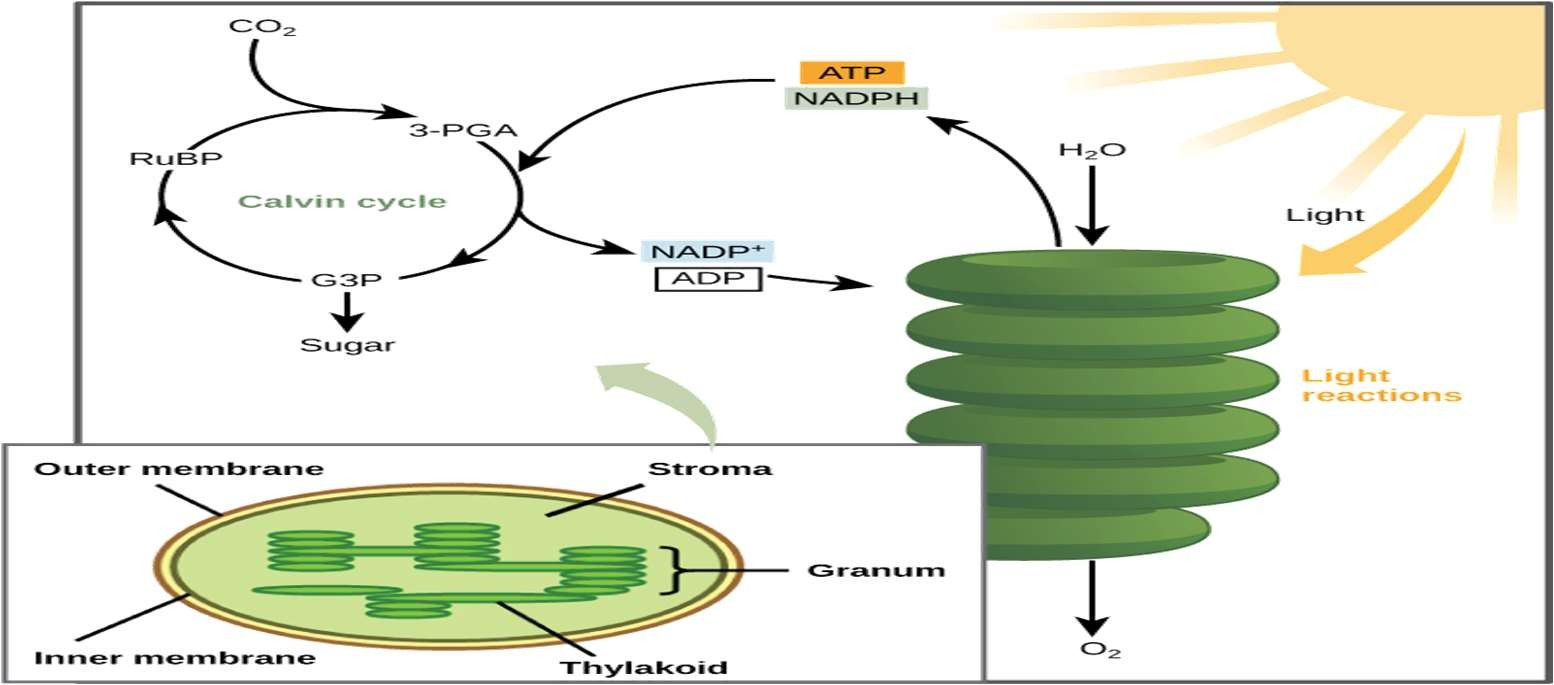 CO₂
ATP
NADPH
3-PGA
H₂O
RuBP
Calvin cycle
Light
NADP⁺
ADP
G3P
Sugar
Light
reactions
Outer membrane
Stroma
Granum
Inner membrane
Thylakoid
O₂